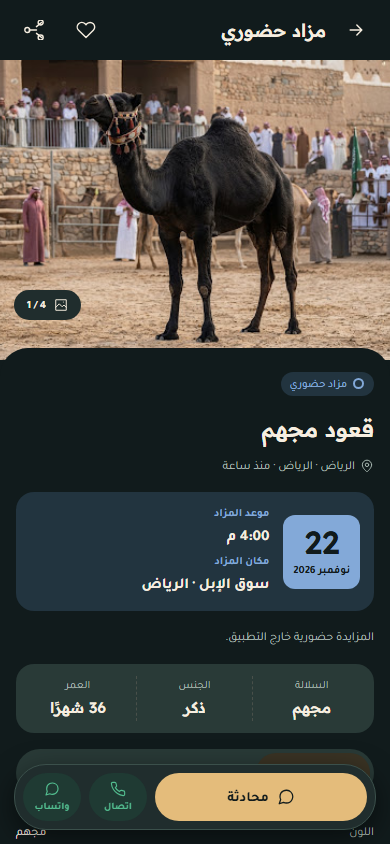 مزاد حضوري
1/4
مزاد حضوري
قعود مجهم
الرياض · الرياض · منذ ساعة
22
نوفمبر 2026
موعد المزاد
4:00 م
مكان المزاد
سوق الإبل · الرياض
المزايدة حضورية خارج التطبيق.
السلالة
مجهم
الجنس
ذكر
العمر
36 شهرًا
محادثة
اتصال
واتساب
اللون
مجهم